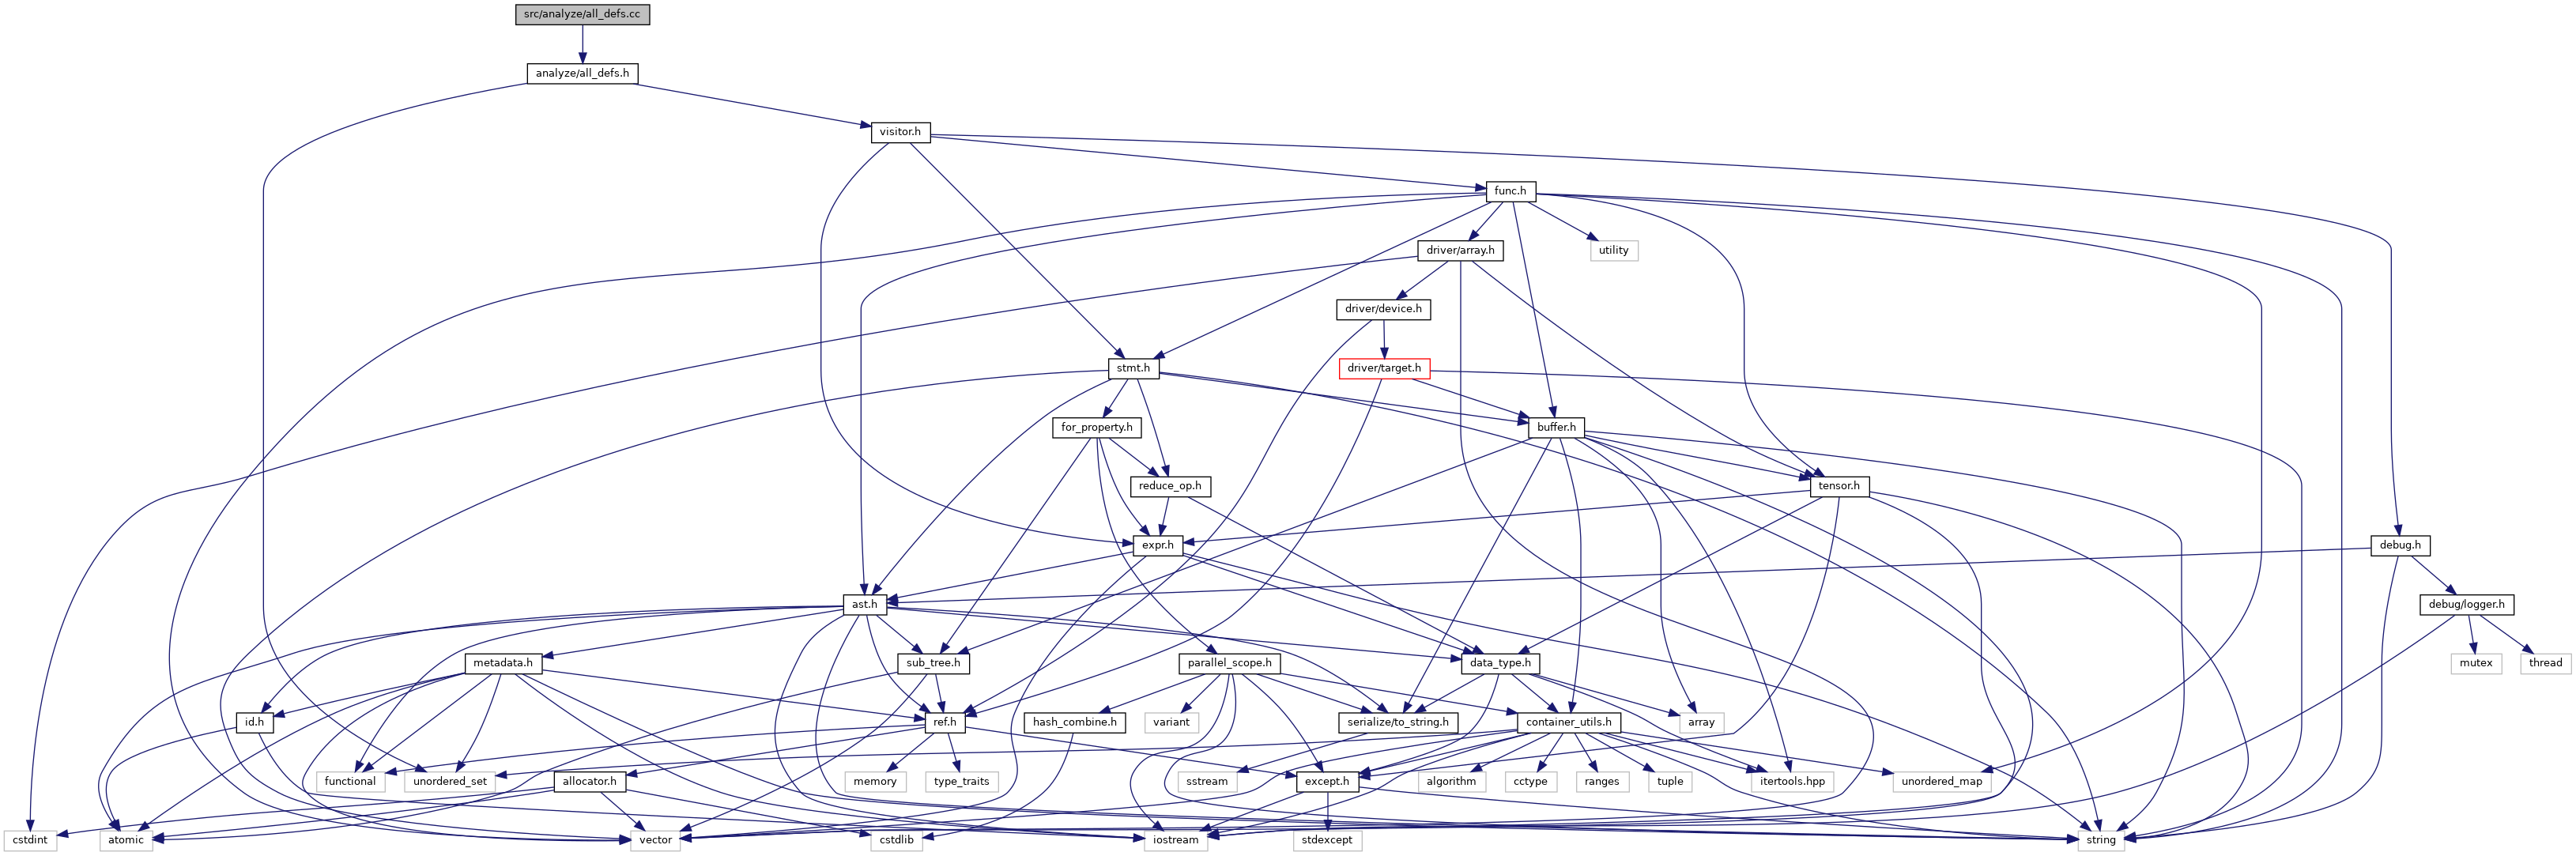 src/analyze/all_defs.cc
analyze/all_defs.h
visitor.h
func.h
driver/array.h
utility
driver/device.h
stmt.h
driver/target.h
for_property.h
buffer.h
reduce_op.h
tensor.h
expr.h
debug.h
ast.h
debug/logger.h
metadata.h
sub_tree.h
parallel_scope.h
data_type.h
mutex
thread
id.h
ref.h
hash_combine.h
variant
serialize/to_string.h
container_utils.h
array
functional
unordered_set
allocator.h
memory
type_traits
sstream
except.h
algorithm
cctype
ranges
tuple
itertools.hpp
unordered_map
cstdint
atomic
vector
cstdlib
iostream
stdexcept
string